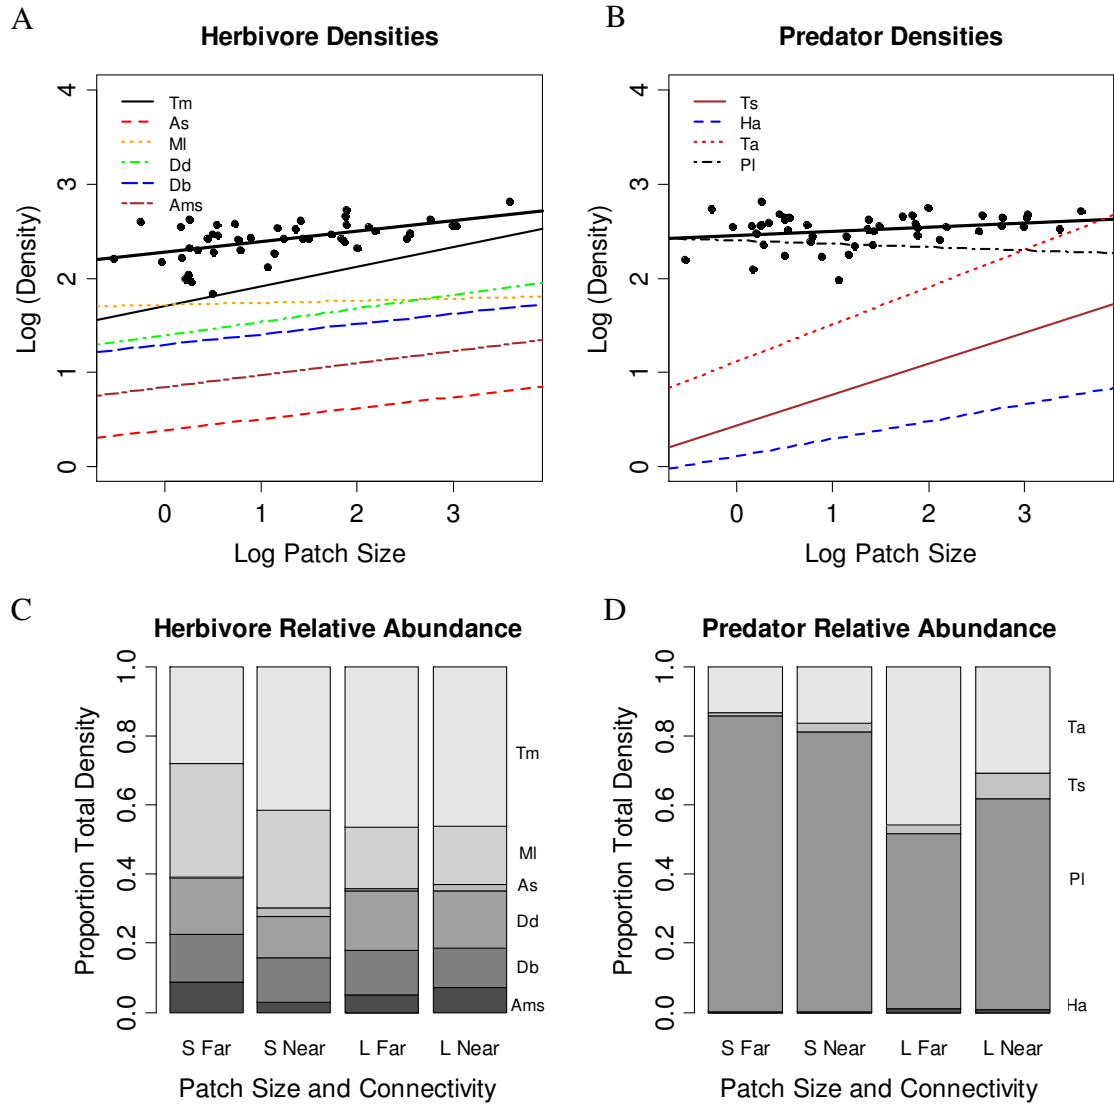 A
Herbivore Densities
Log (Density)
4
3
2
1
0
Tm
As
Ml
Dd
Db
Ams
0 1 2 3
Log Patch Size
B
Predator Densities
Log (Density)
4
3
2
1
0
Ts
Ha
Ta
Pl
0 1 2 3
Log Patch Size
C
Herbivore Relative Abundance
Proportion Total Density
1.0
0.8
0.6
0.4
0.2
0.0
Tm
Ml
As
Dd
Db
Ams
S Far S Near L Far L Near
Patch Size and Connectivity
D
Predator Relative Abundance
Proportion Total Density
1.0
0.8
0.6
0.4
0.2
0.0
Ta
Ts
Pl
Ha
S Far S Near L Far L Near
Patch Size and Connectivity